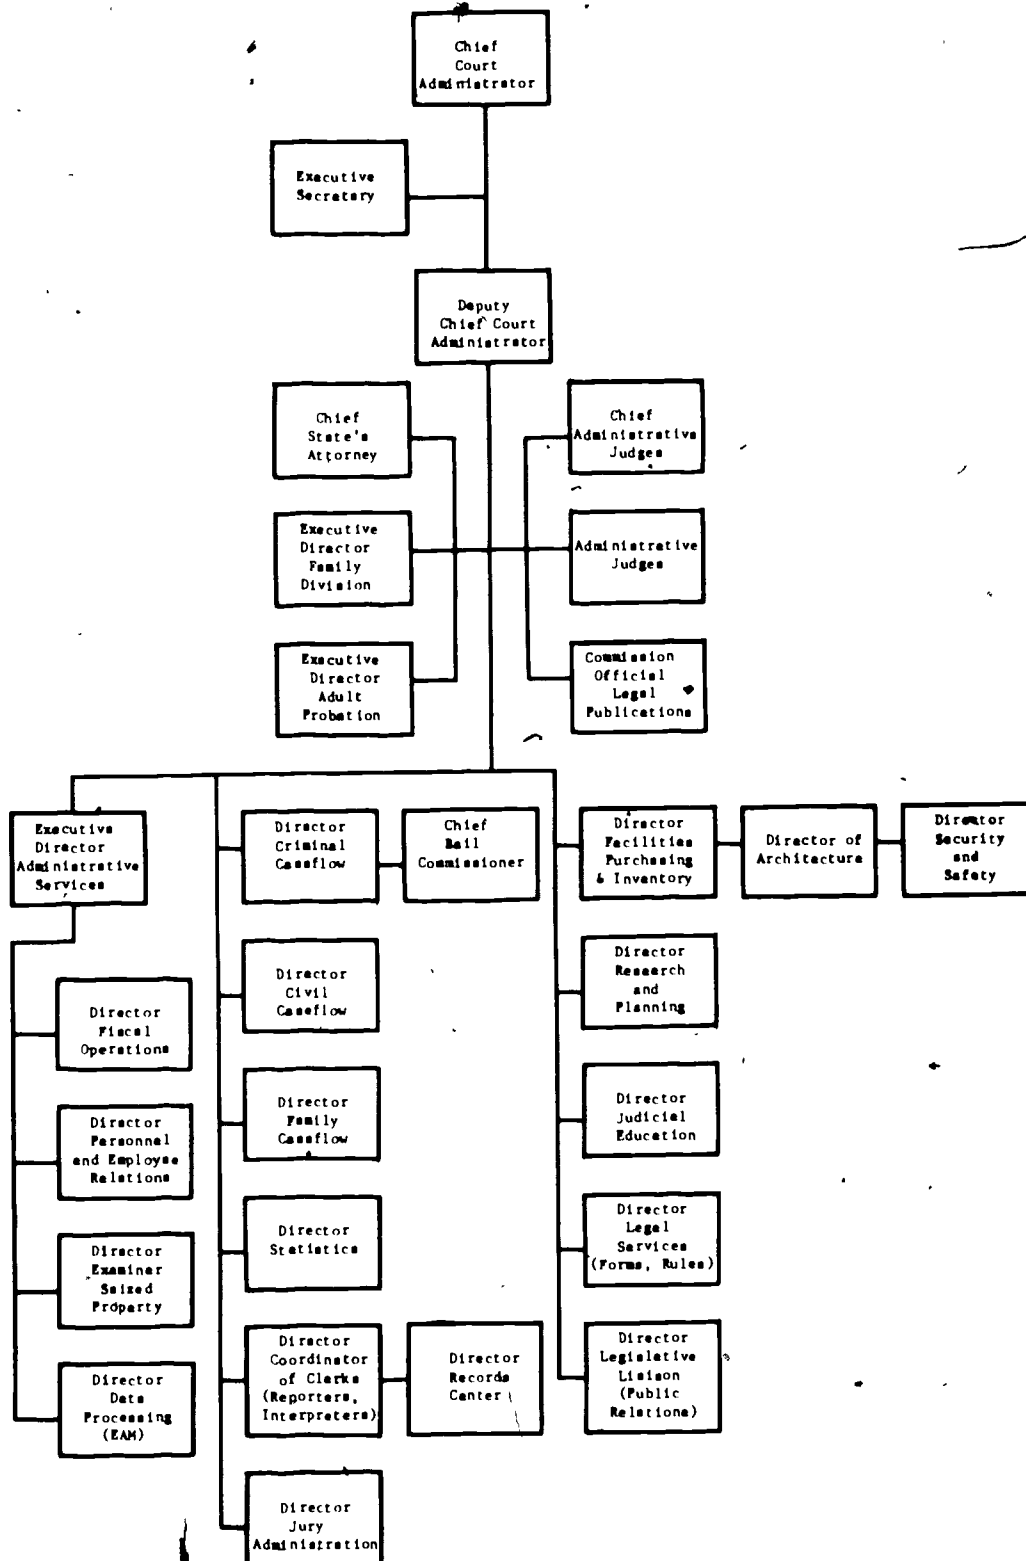 Chief
Court
Administrator
Executive
Secretary
Deputy
Chief Court
Administrator
Chief
State's
Attorney
Chief
Administrative
Judges
Executive
Director
Family
Division
Administrative
Judges
Executive
Director
Adult
Probation
Commission
Official
Legal
Publications
Executive
Director
Administrative
Services
Director
Criminal
Caseflow
Chief
Bail
Commissioner
Director
Facilities
Purchasing
& Inventory
Director of
Architecture
Director
Security
and
Safety
Director
Fiscal
Operations
Director
Personnel
and Employee
Relations
Director
Examiner
Seized
Property
Director
Data
Processing
(EAM)
Director
Civil
Caseflow
Director
Family
Caseflow
Director
Statistics
Director
Coordinator
of Clerks
(Reporters,
Interpreters)
Director
Records
Center
Director
Jury
Administration
Director
Research
and
Planning
Director
Judicial
Education
Director
Legal
Services
(Forms, Rules)
Director
Legislative
Liaison
(Public
Relations)